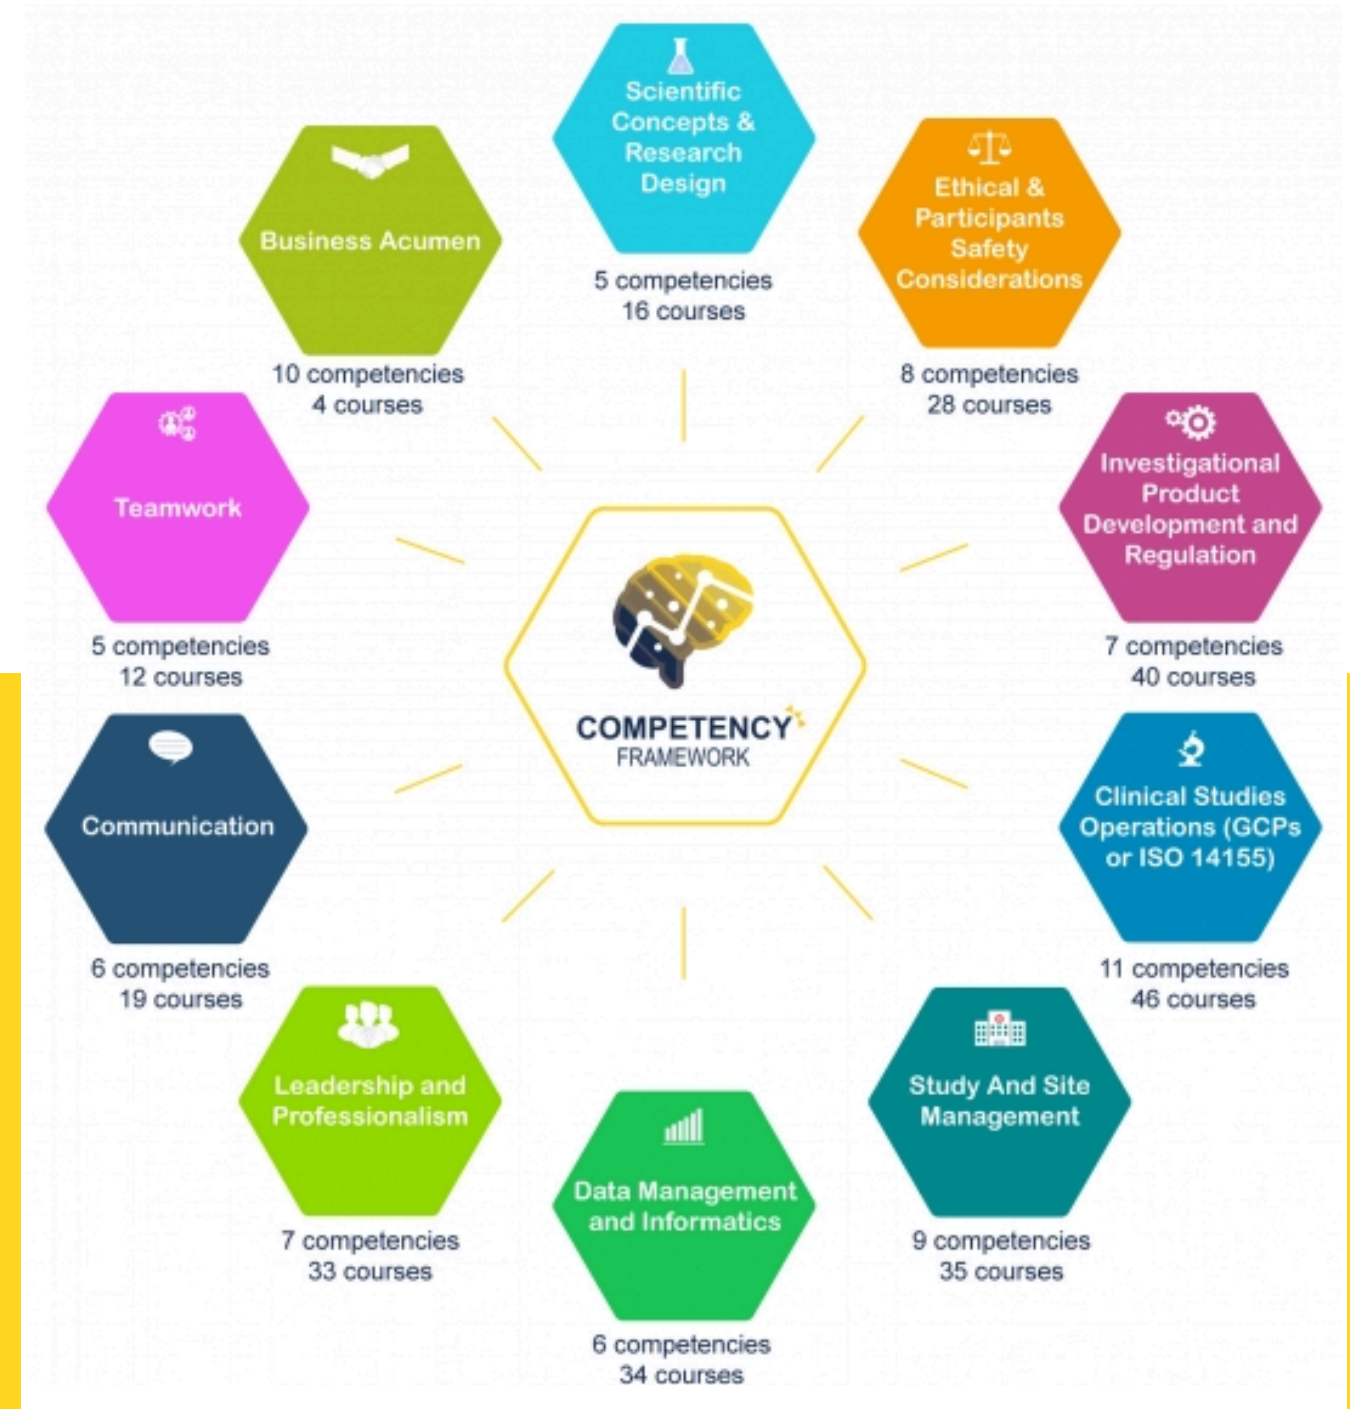 Scientific
Concepts &
Research
Design
5 competencies
16 courses
Ethical &
Participants
Safety
Considerations
8 competencies
28 courses
Investigational
Product
Development and
Regulation
7 competencies
40 courses
Clinical Studies
Operations (GCPs
or ISO 14155)
11 competencies
46 courses
Study And Site
Management
9 competencies
35 courses
Data Management
and Informatics
6 competencies
34 courses
Leadership and
Professionalism
7 competencies
33 courses
Communication
6 competencies
19 courses
Teamwork
5 competencies
12 courses
Business Acumen
10 competencies
4 courses
COMPETENCY
FRAMEWORK